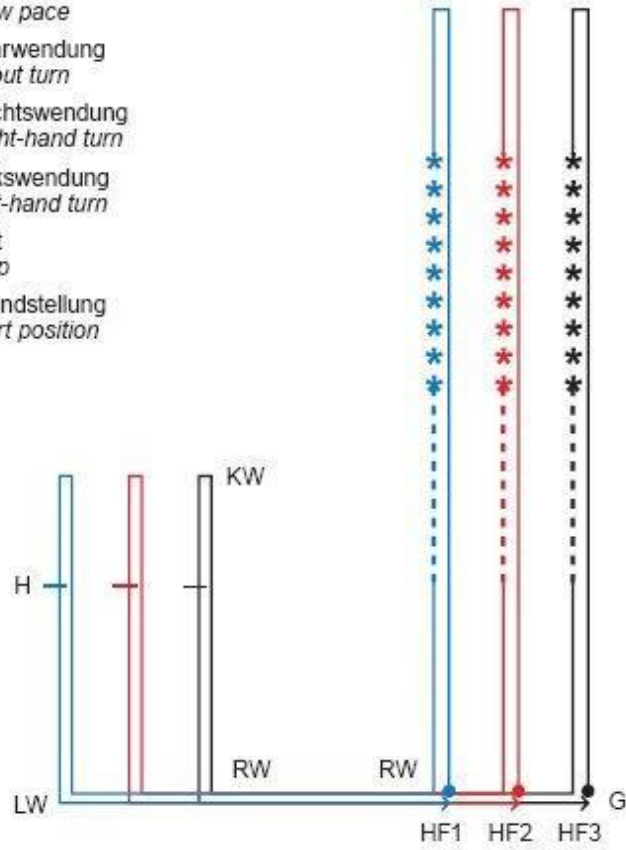 w pace
rwendung
out turn
chtswendung
ht-hand turn
kswendung
t-hand turn
t
p
ndstellung
rt position
KW
H
RW RW
LW
G
HF1 HF2 HF3